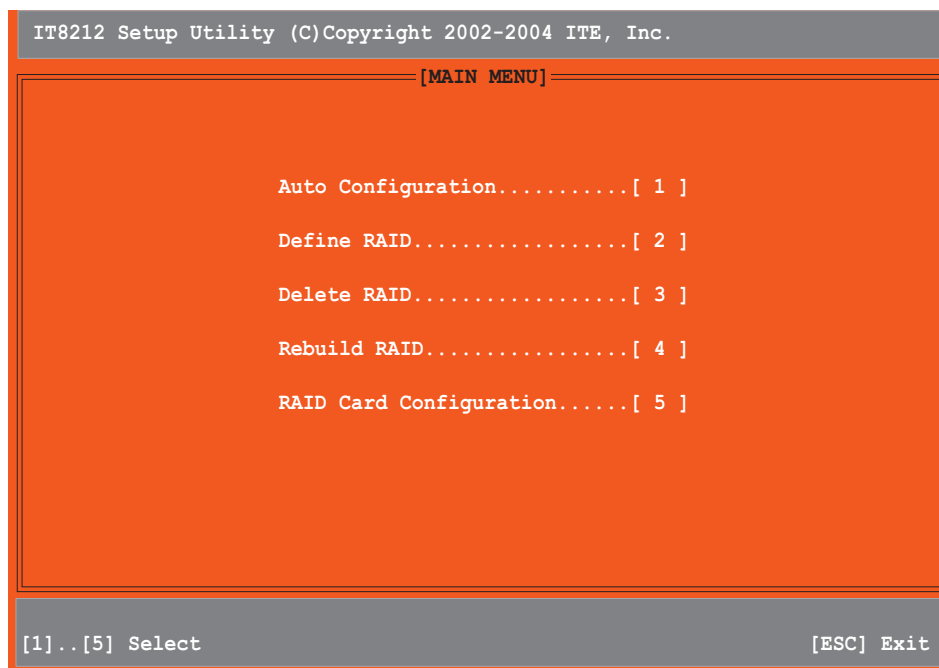 IT8212 Setup Utility (C)Copyright 2002-2004 ITE, Inc.
[MAIN MENU]
Auto Configuration...........[ 1 ]
Define RAID..................[ 2 ]
Delete RAID..................[ 3 ]
Rebuild RAID.................[ 4 ]
RAID Card Configuration......[ 5 ]
[1]..[5] Select [ESC] Exit